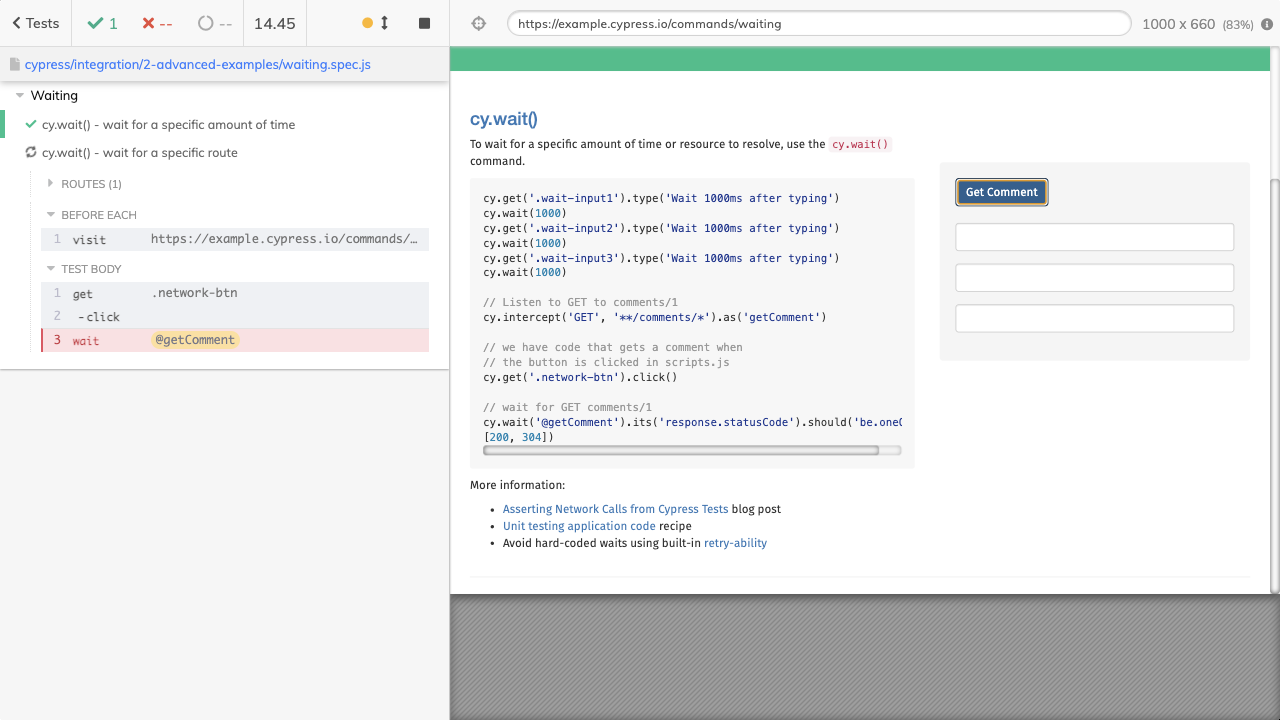 Tests
1
--
--
14.45
https://example.cypress.io/commands/waiting
1000 x 660 (83%)
cypress/integration/2-advanced-examples/waiting.spec.js
Waiting
cy.wait() - wait for a specific amount of time
cy.wait() - wait for a specific route
ROUTES (1)
BEFORE EACH
1 visit https://example.cypress.io/commands/…
TEST BODY
1 get .network-btn
2 -click
3 wait @getComment
cy.wait()
To wait for a specific amount of time or resource to resolve, use the cy.wait()
command.
cy.get('.wait-input1').type('Wait 1000ms after typing')
cy.wait(1000)
cy.get('.wait-input2').type('Wait 1000ms after typing')
cy.wait(1000)
cy.get('.wait-input3').type('Wait 1000ms after typing')
cy.wait(1000)
// Listen to GET to comments/1
cy.intercept('GET', '**/comments/*').as('getComment')
// we have code that gets a comment when
// the button is clicked in scripts.js
cy.get('.network-btn').click()
// wait for GET comments/1
cy.wait('@getComment').its('response.statusCode').should('be.one
[200, 304])
More information:
• Asserting Network Calls from Cypress Tests blog post
• Unit testing application code recipe
• Avoid hard-coded waits using built-in retry-ability
Get Comment